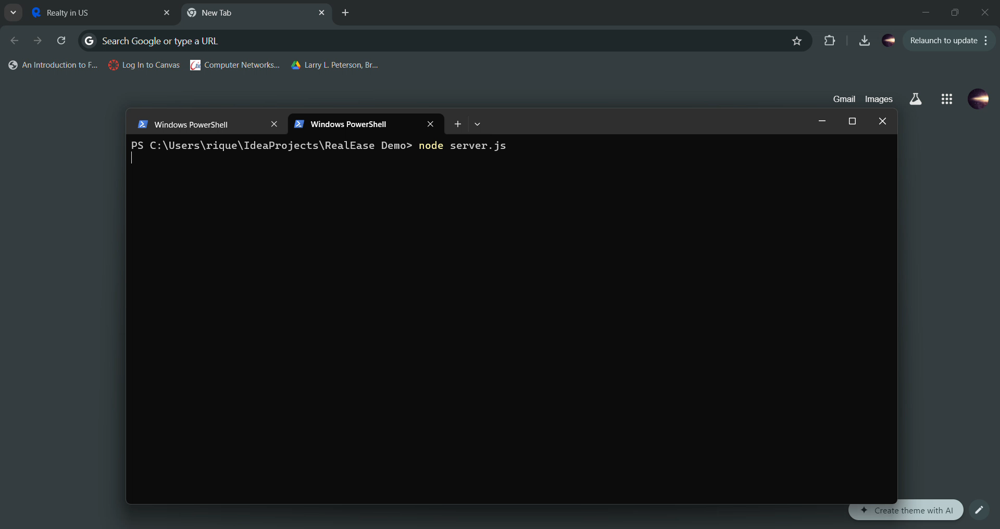 Realty in US
New Tab
Search Google or type a URL
Relaunch to update
An Introduction to F...
Log In to Canvas
Computer Networks...
Larry L. Peterson, Br...
Gmail
Images
Windows PowerShell
Windows PowerShell
PS C:\Users\rique\IdeaProjects\RealEase Demo> node server.js
Create theme with AI